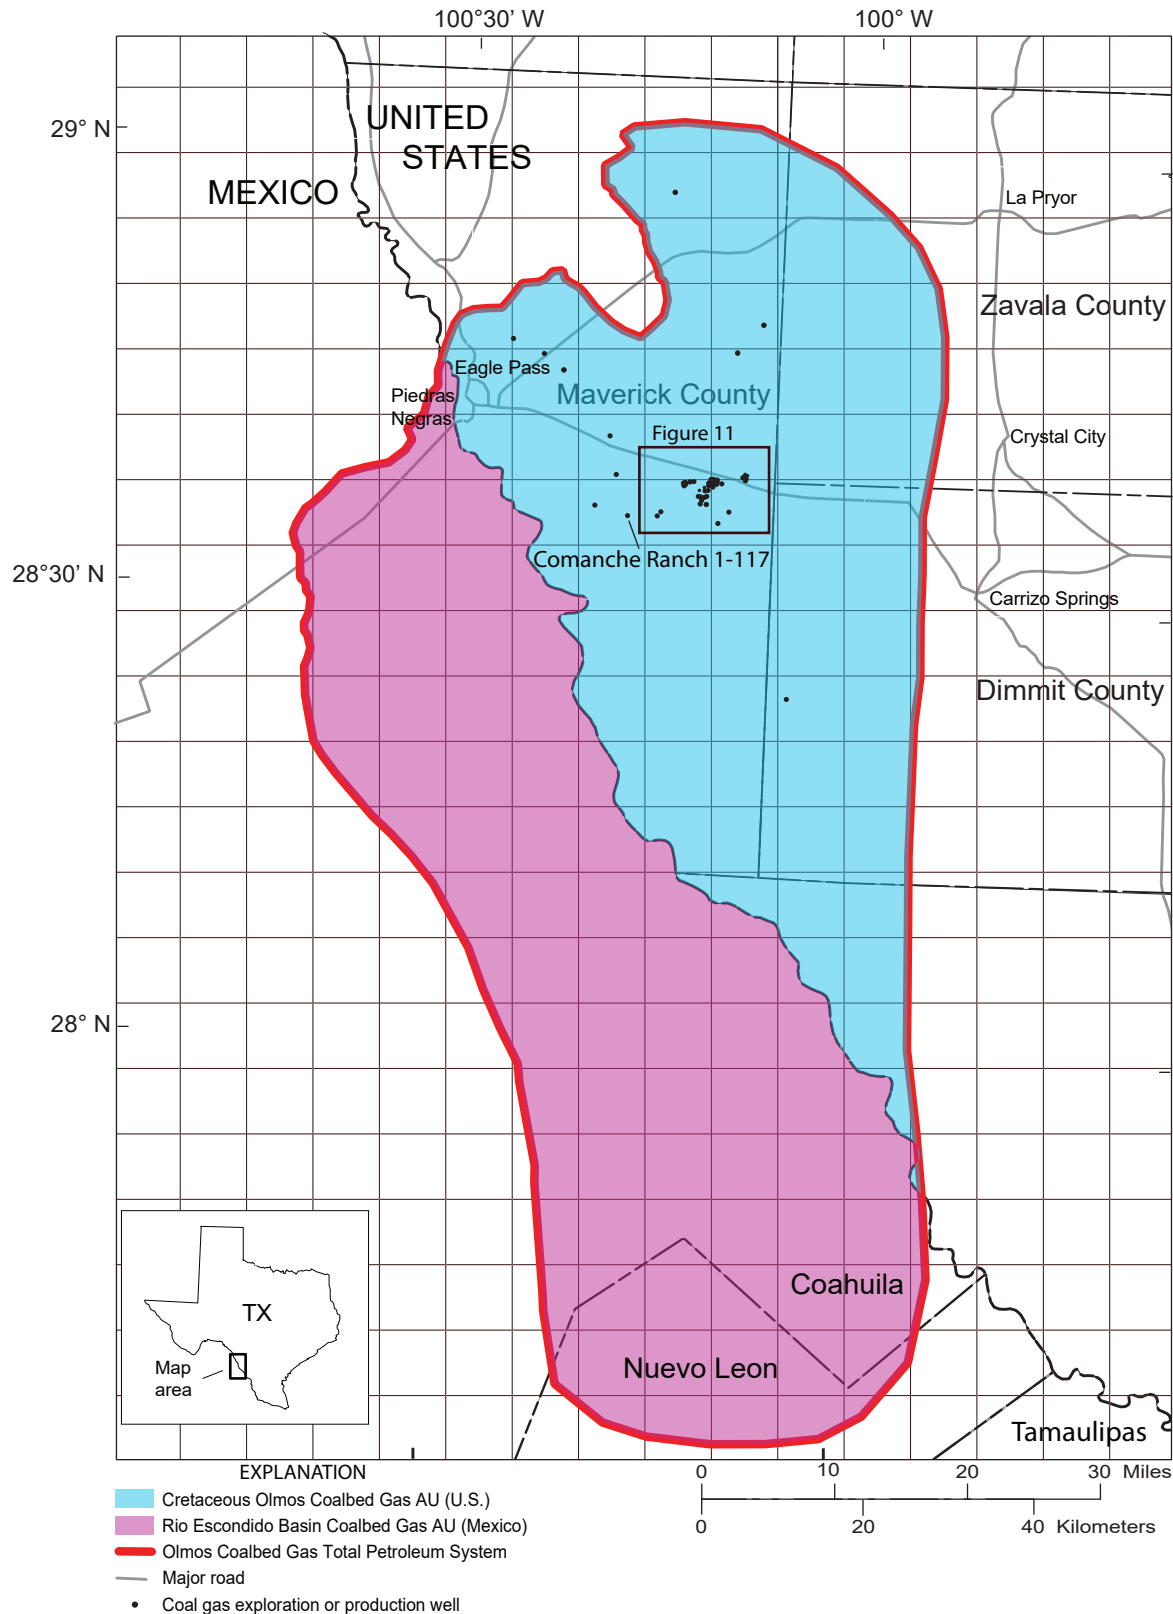 100°30’ W
100° W
29° N
UNITED
STATES
MEXICO
La Pryor
Zavala County
Eagle Pass
Maverick County
Piedras
Negras
Figure 11
Crystal City
Comanche Ranch 1-117
28°30’ N
Carrizo Springs
Dimmit County
28° N
TX
Map
area
Coahuila
Nuevo Leon
Tamaulipas
EXPLANATION
0 10 20 30 Miles
0 20 40 Kilometers
Cretaceous Olmos Coalbed Gas AU (U.S.)
Rio Escondido Basin Coalbed Gas AU (Mexico)
Olmos Coalbed Gas Total Petroleum System
Major road
Coal gas exploration or production well